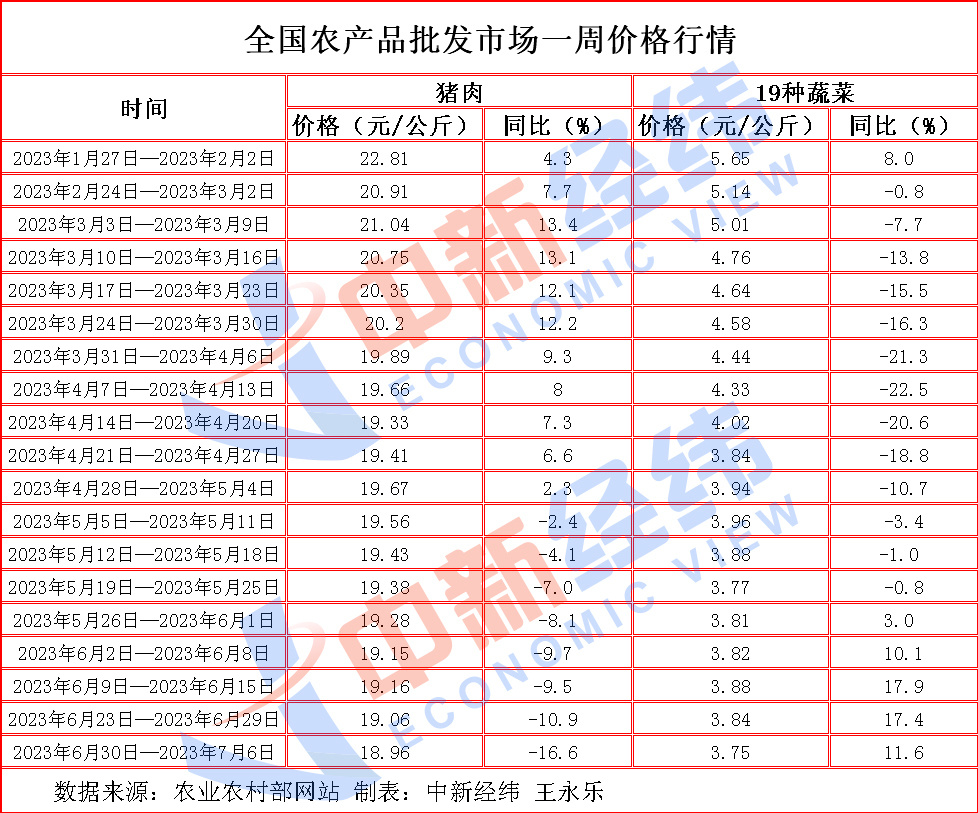 全国农产品批发市场一周价格行情
时间 猪肉 19种蔬菜
价格（元/公斤） 同比（%） 价格（元/公斤） 同比（%）
2023年1月27日—2023年2月2日 22.81 4.3 5.65 8.0
2023年2月24日—2023年3月2日 20.91 7.7 5.14 -0.8
2023年3月3日—2023年3月9日 21.04 13.4 5.01 -7.7
2023年3月10日—2023年3月16日 20.75 13.1 4.76 -13.8
2023年3月17日—2023年3月23日 20.35 12.1 4.64 -15.5
2023年3月24日—2023年3月30日 20.2 12.2 4.58 -16.3
2023年3月31日—2023年4月6日 19.89 9.3 4.44 -21.3
2023年4月7日—2023年4月13日 19.66 8 4.33 -22.5
2023年4月14日—2023年4月20日 19.33 7.3 4.02 -20.6
2023年4月21日—2023年4月27日 19.41 6.6 3.84 -18.8
2023年4月28日—2023年5月4日 19.67 2.3 3.94 -10.7
2023年5月5日—2023年5月11日 19.56 -2.4 3.96 -3.4
2023年5月12日—2023年5月18日 19.43 -4.1 3.88 -1.0
2023年5月19日—2023年5月25日 19.38 -7.0 3.77 -0.8
2023年5月26日—2023年6月1日 19.28 -8.1 3.81 3.0
2023年6月2日—2023年6月8日 19.15 -9.7 3.82 10.1
2023年6月9日—2023年6月15日 19.16 -9.5 3.88 17.9
2023年6月23日—2023年6月29日 19.06 -10.9 3.84 17.4
2023年6月30日—2023年7月6日 18.96 -16.6 3.75 11.6
数据来源：农业农村部网站 制表：中新经纬 王永乐
中新经纬
ECONOMIC VIEW
中新经纬
ECONOMIC VIEW